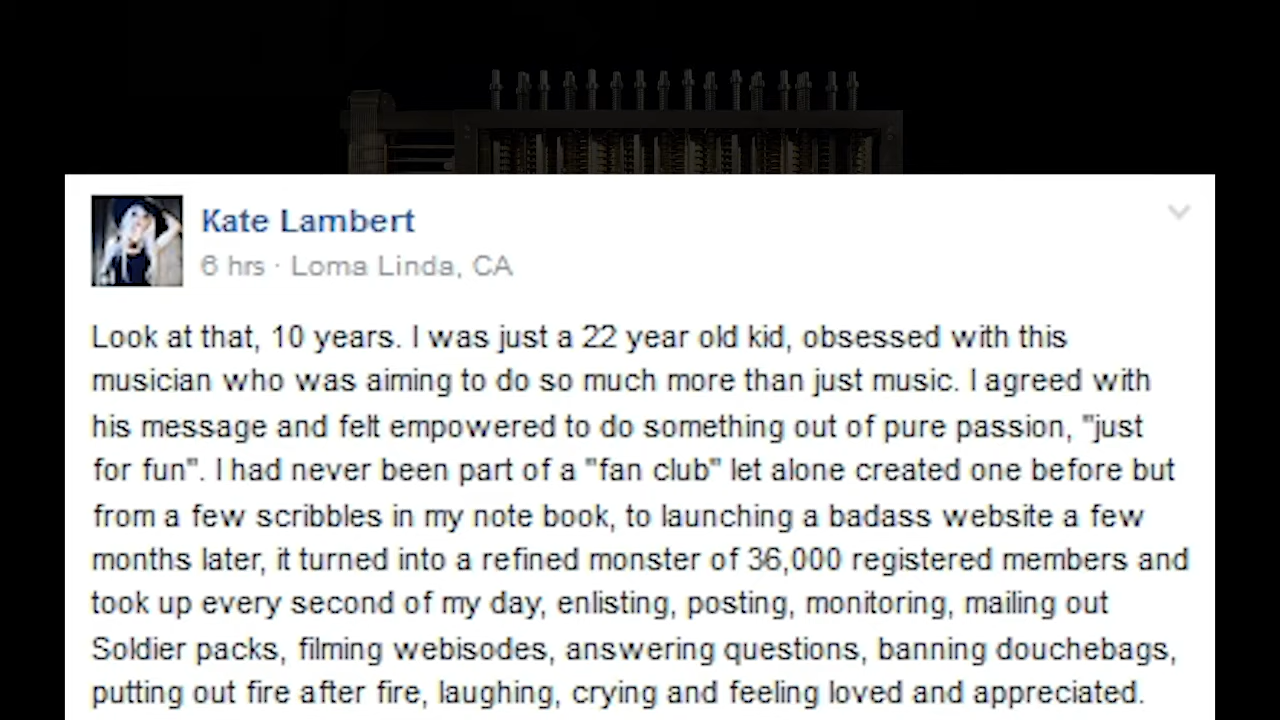 Kate Lambert
6 hrs · Loma Linda, CA
Look at that, 10 years. I was just a 22 year old kid, obsessed with this
musician who was aiming to do so much more than just music. I agreed with
his message and felt empowered to do something out of pure passion, "just
for fun". I had never been part of a "fan club" let alone created one before but
from a few scribbles in my note book, to launching a badass website a few
months later, it turned into a refined monster of 36,000 registered members and
took up every second of my day, enlisting, posting, monitoring, mailing out
Soldier packs, filming webisodes, answering questions, banning douchebags,
putting out fire after fire, laughing, crying and feeling loved and appreciated.